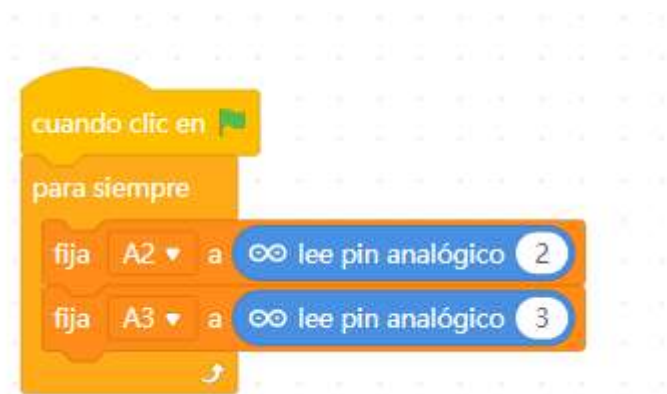 cuando clic en
para siempre
fija A2 a lee pin analógico 2
fija A3 a lee pin analógico 3